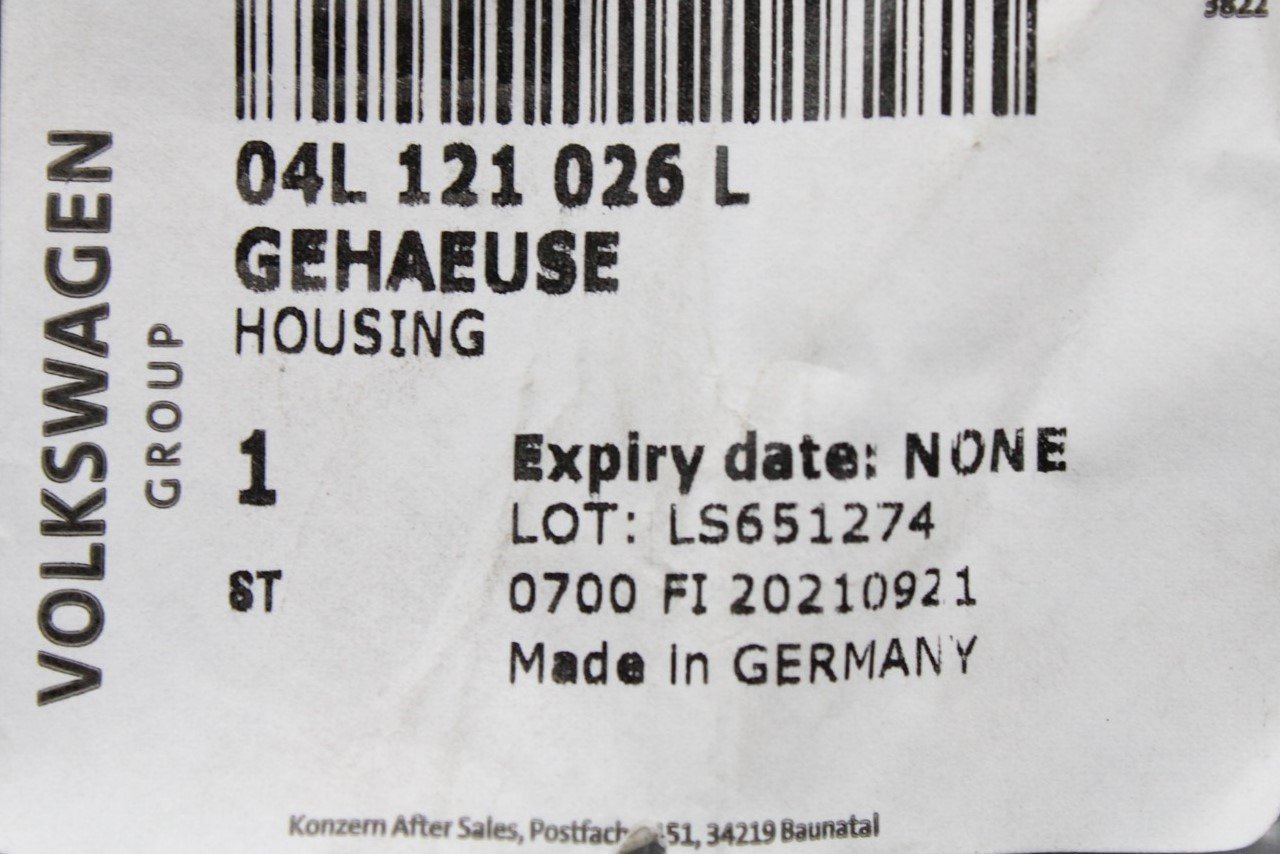 3822
04L 121 026 L
GEHAEUSE
HOUSING
1
Expiry date: NONE
LOT: LS651274
ST
0700 FI 20210921
Made in GERMANY
VOLKSWAGEN
GROUP
Konzern After Sales, Postfach 34219 Baunatal